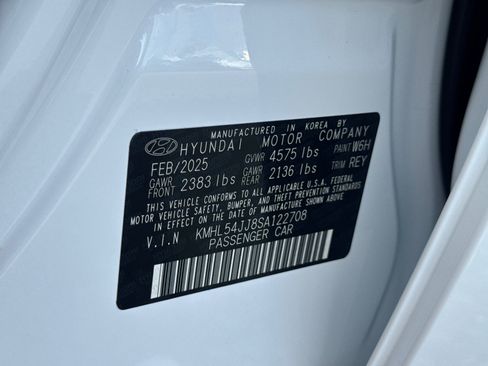 MANUFACTURED IN KOREA BY
HYUNDAI MOTOR COMPANY
FEB/2025 GVWR 4575 lbs PAINT W6H
GAWR FRONT 2383 lbs GAWR REAR 2136 lbs TRIM REY
THIS VEHICLE CONFORMS TO ALL APPLICABLE U.S.A. FEDERAL
MOTOR VEHICLE SAFETY, BUMPER, AND THEFT PREVENTION STANDARDS
IN EFFECT ON THE DATE OF MANUFACTURE SHOWN ABOVE.
V.I.N KMHL54JJ8SA122708
PASSENGER CAR